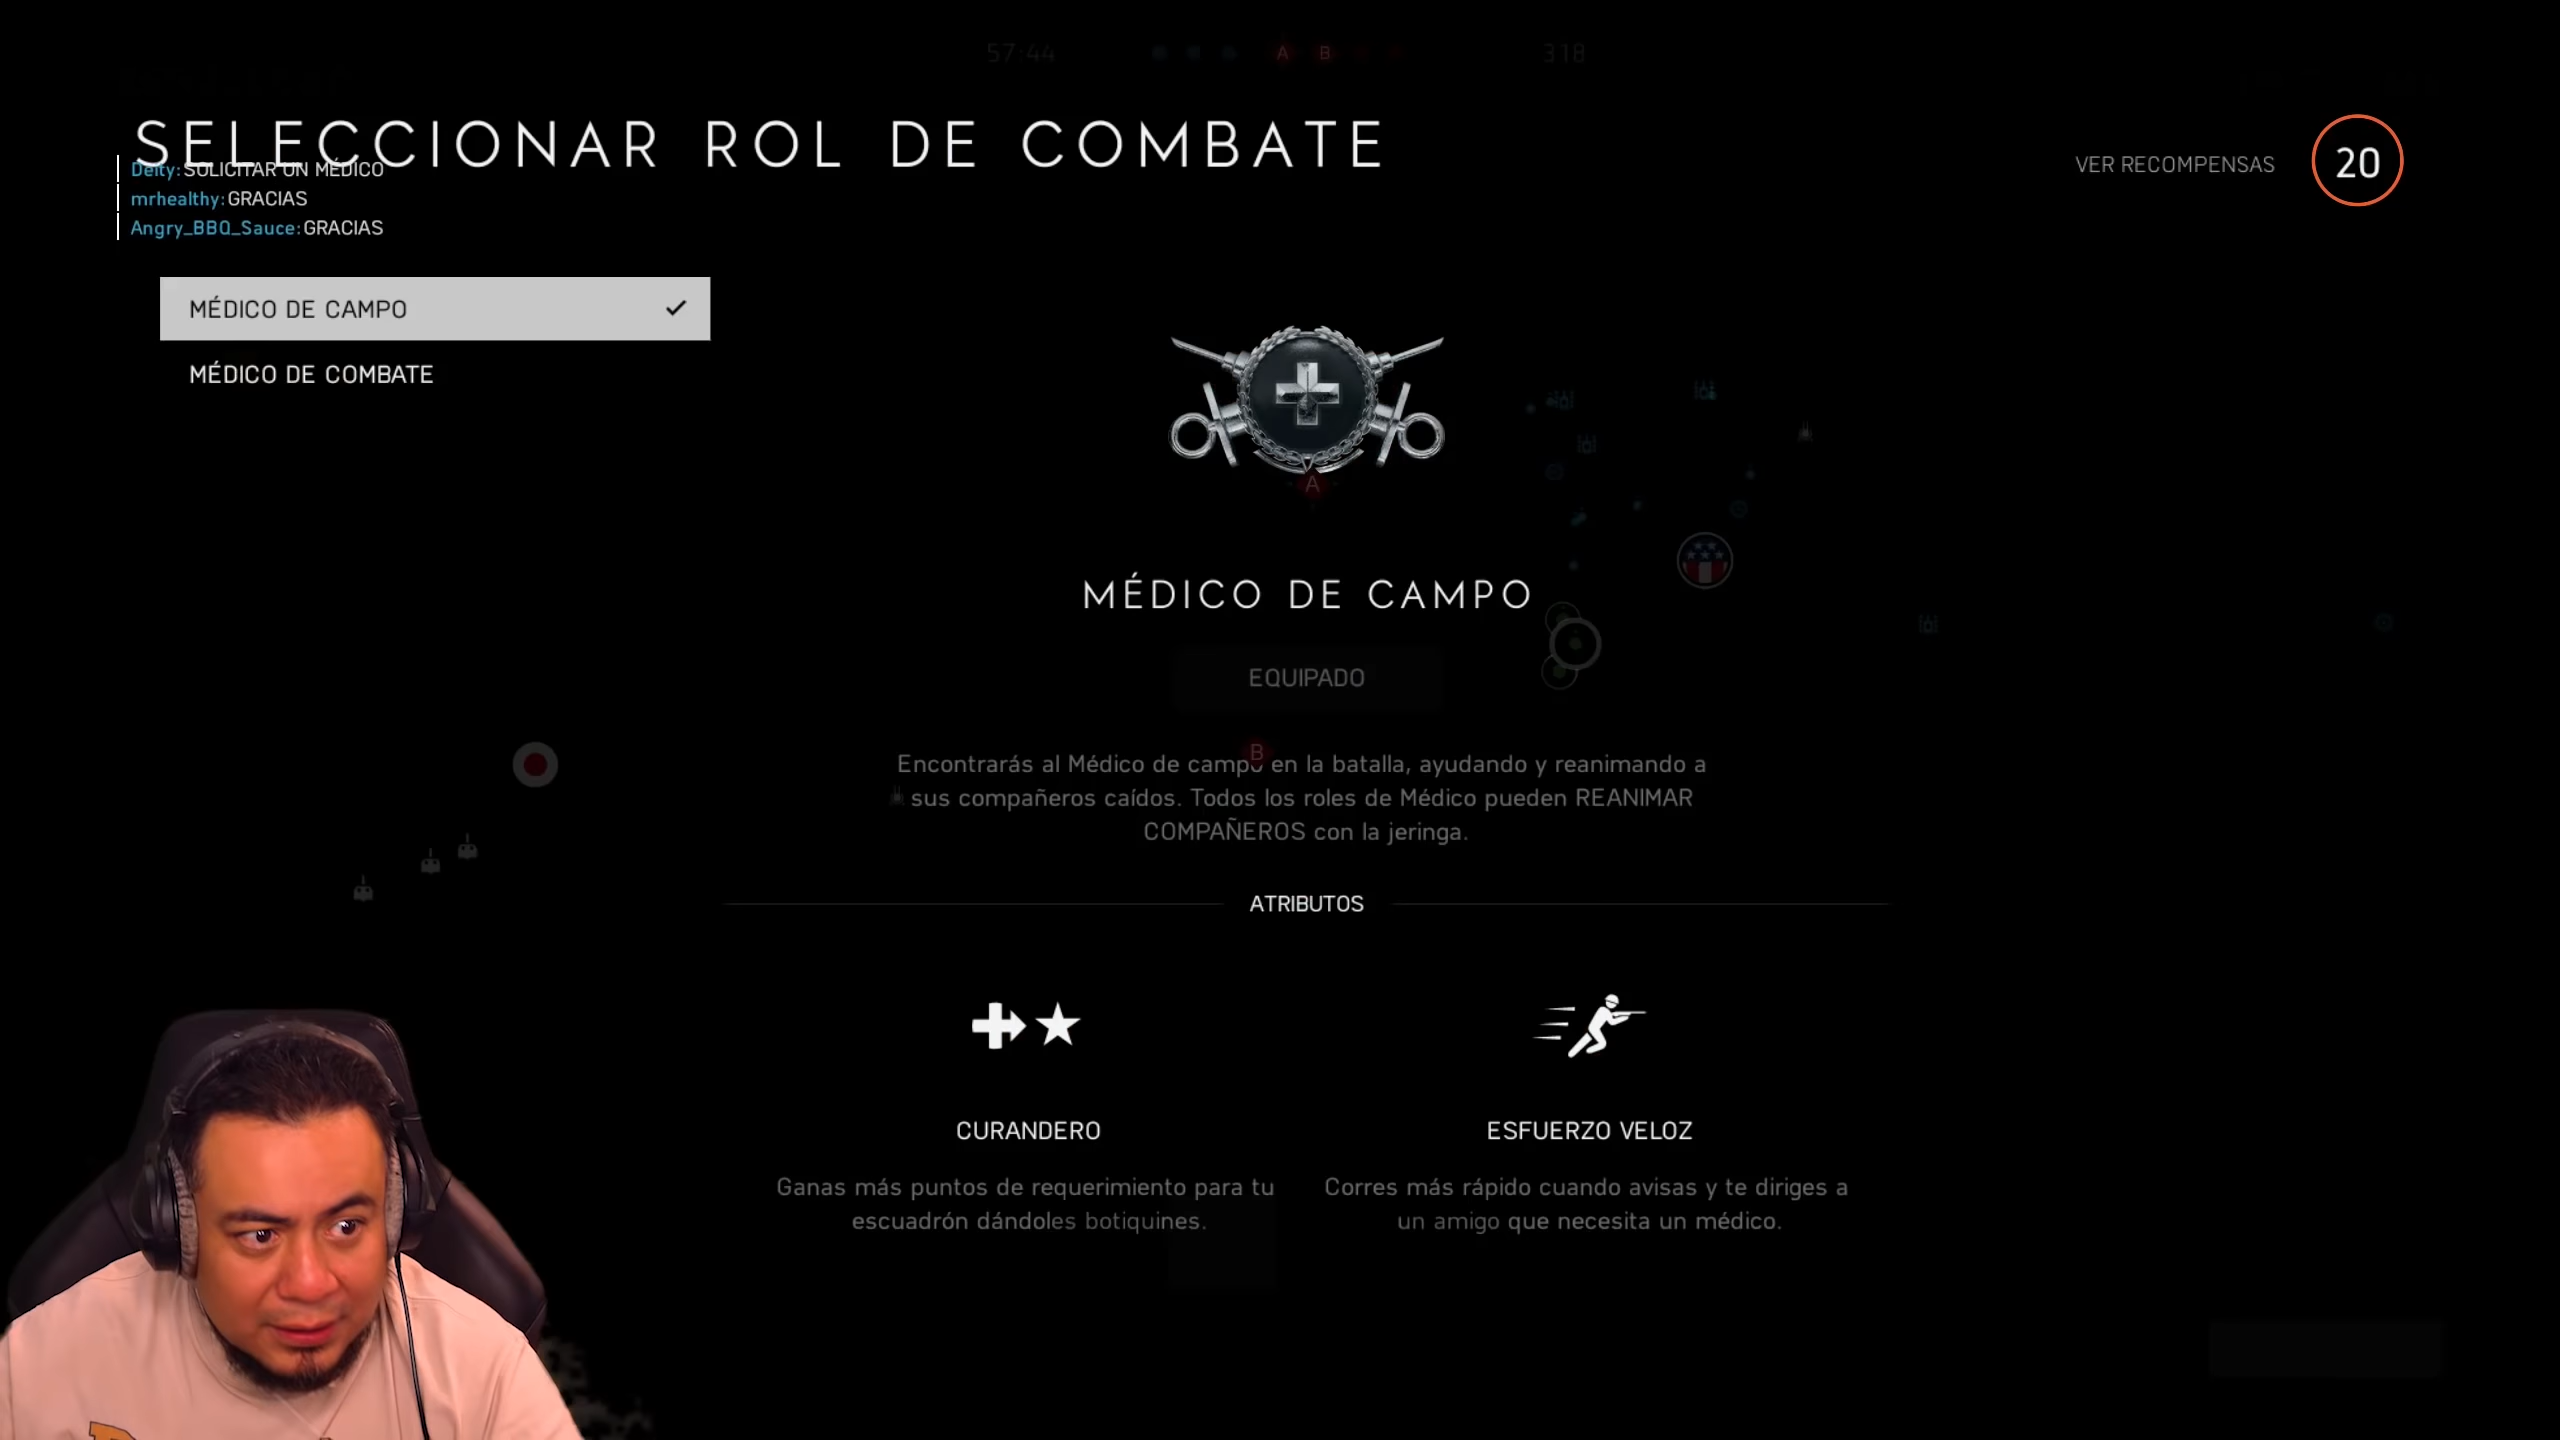 57:44
A
B
318
SELECCIONAR ROL DE COMBATE
VER RECOMPENSAS
20
Deity: SOLICITAR UN MÉDICO
mrhealthy: GRACIAS
Angry_BBQ_Sauce: GRACIAS
MÉDICO DE CAMPO
MÉDICO DE COMBATE
A
MÉDICO DE CAMPO
EQUIPADO
B
Encontrarás al Médico de campo en la batalla, ayudando y reanimando a
sus compañeros caídos. Todos los roles de Médico pueden REANIMAR
COMPAÑEROS con la jeringa.
ATRIBUTOS
CURANDERO
Ganas más puntos de requerimiento para tu
escuadrón dándoles botiquines.
ESFUERZO VELOZ
Corres más rápido cuando avisas y te diriges a
un amigo que necesita un médico.